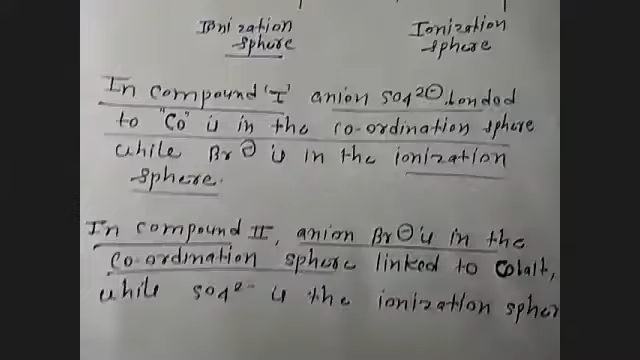 Ionization Ionization
sphere sphere
In compound 'I' anion SO4²⊖ bonded
to "Co" is in the co-ordination sphere
while Br⊖ is in the ionization
sphere.
In compound II, anion Br⊖ is in the
co-ordination sphere linked to Cobalt,
while SO4²⁻ is the ionization spher